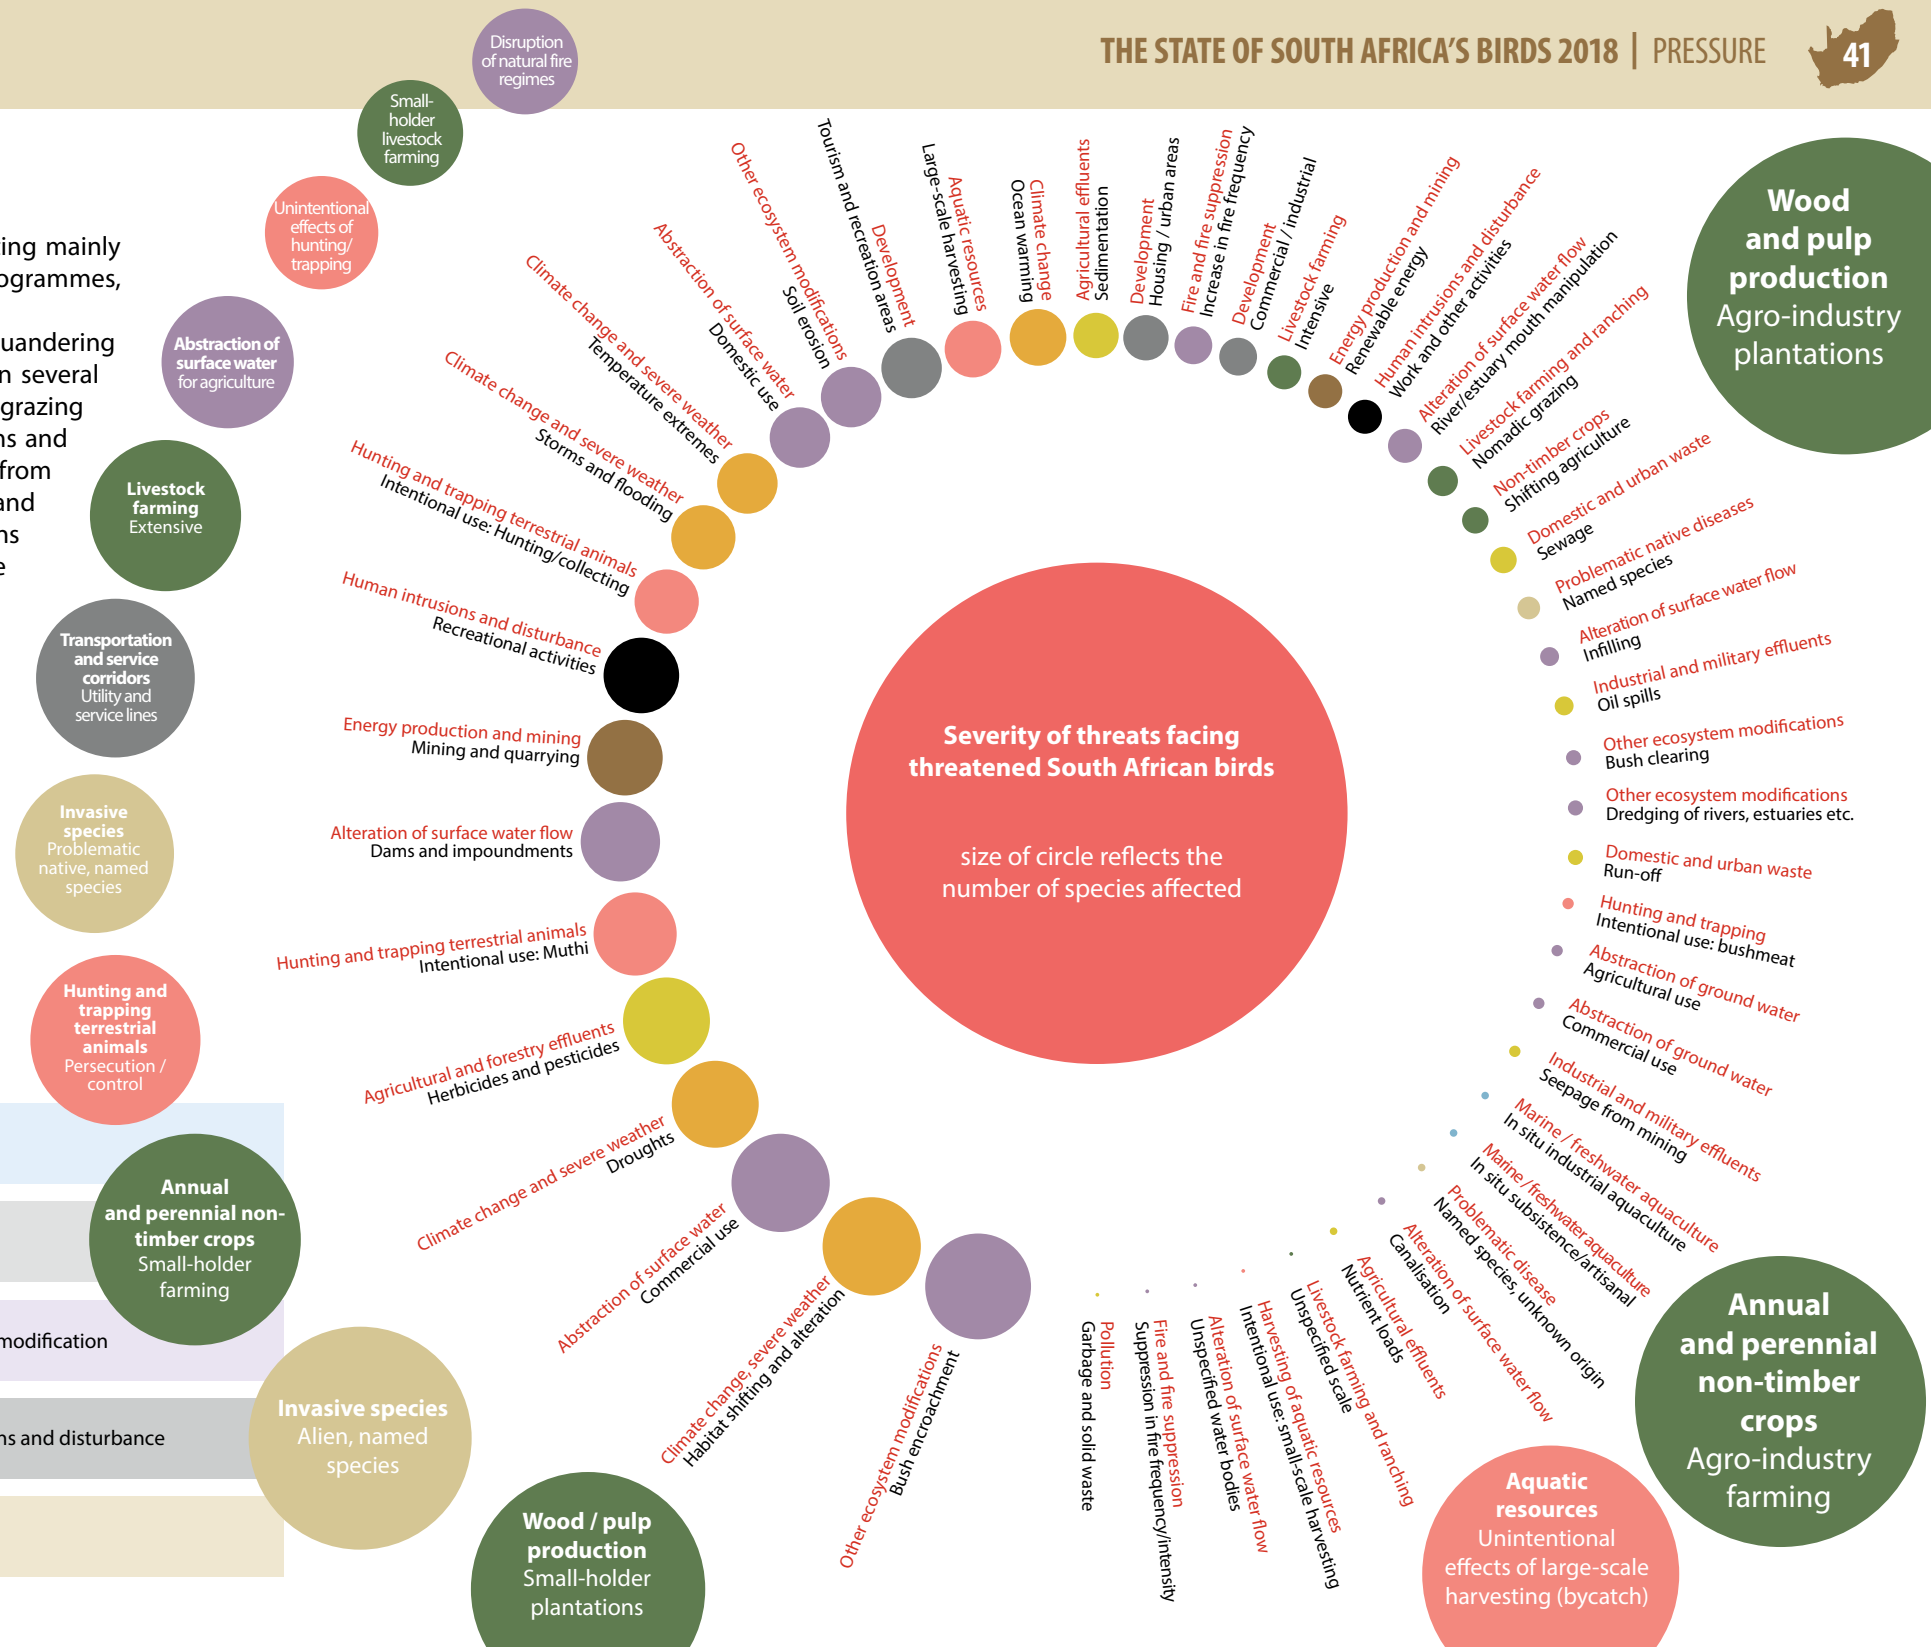 THE STATE OF SOUTH AFRICA'S BIRDS 2018 | PRESSURE
41
ing mainly
ogrammes,
uandering
n several
grazing
ns and
from
and
ns
e
modification
ns and disturbance
Disruption
of natural fire
regimes
Small-
holder
livestock
farming
Unintentional
effects of
hunting/
trapping
Abstraction of
surface water
for agriculture
Livestock
farming
Extensive
Transportation
and service
corridors
Utility and
service lines
Invasive
species
Problematic
native, named
species
Hunting and
trapping
terrestrial
animals
Persecution /
control
Annual
and perennial non-
timber crops
Small-holder
farming
Invasive species
Alien, named
species
Wood / pulp
production
Small-holder
plantations
Aquatic
resources
Unintentional
effects of large-scale
harvesting (bycatch)
Annual
and perennial
non-timber
crops
Agro-industry
farming
Wood
and pulp
production
Agro-industry
plantations
Severity of threats facing
threatened South African birds
size of circle reflects the
number of species affected
Other ecosystem modifications
Bush encroachment
Climate change, severe weather
Habitat shifting and alteration
Abstraction of surface water
Commercial use
Climate change and severe weather
Droughts
Agricultural and forestry effluents
Herbicides and pesticides
Hunting and trapping terrestrial animals
Intentional use: Muthi
Alteration of surface water flow
Dams and impoundments
Energy production and mining
Mining and quarrying
Human intrusions and disturbance
Recreational activities
Hunting and trapping terrestrial animals
Intentional use: Hunting/collecting
Climate change and severe weather
Storms and flooding
Climate change and severe weather
Temperature extremes
Abstraction of surface water
Domestic use
Other ecosystem modifications
Soil erosion
Development
Tourism and recreation areas
Aquatic resources
Large-scale harvesting
Climate change
Ocean warming
Agricultural effluents
Sedimentation
Development
Housing / urban areas
Fire and fire suppression
Increase in fire frequency
Development
Commercial / industrial
Livestock farming
Intensive
Energy production and mining
Renewable energy
Human intrusions and disturbance
Work and other activities
Alteration of surface water flow
River/estuary mouth manipulation
Livestock farming and ranching
Nomadic grazing
Non-timber crops
Shifting agriculture
Domestic and urban waste
Sewage
Problematic native diseases
Named species
Alteration of surface water flow
Infilling
Industrial and military effluents
Oil spills
Other ecosystem modifications
Bush clearing
Other ecosystem modifications
Dredging of rivers, estuaries etc.
Domestic and urban waste
Run-off
Hunting and trapping
Intentional use: bushmeat
Abstraction of ground water
Agricultural use
Abstraction of ground water
Commercial use
Industrial and military effluents
Seepage from mining
Marine / freshwater aquaculture
In situ industrial aquaculture
Marine / freshwater aquaculture
In situ subsistence/artisanal
Problematic disease
Named species, unknown origin
Alteration of surface water flow
Canalisation
Agricultural effluents
Nutrient loads
Livestock farming and ranching
Unspecified scale
Harvesting of aquatic resources
Intentional use: small-scale harvesting
Alteration of surface water flow
Unspecified water bodies
Fire and fire suppression
Suppression in fire frequency/intensity
Pollution
Garbage and solid waste